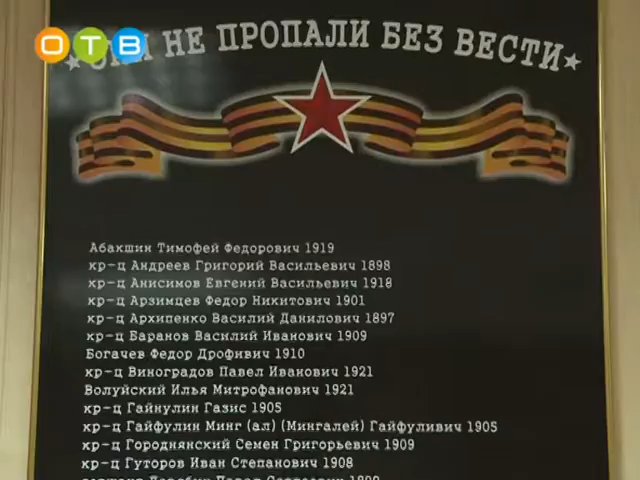 ОТВ
НЕ ПРОПАЛИ БЕЗ ВЕСТИ
Абакшин Тимофей Федорович 1919
кр-ц Андреев Григорий Васильевич 1898
кр-ц Анисимов Евгений Васильевич 1918
кр-ц Арзимцев Федор Никитович 1901
кр-ц Архипенко Василий Данилович 1897
кр-ц Баранов Василий Иванович 1909
Богачев Федор Дрофивич 1910
кр-ц Виноградов Павел Иванович 1921
Волуйский Илья Митрофанович 1921
кр-ц Гайнулин Газис 1905
кр-ц Гайфулин Минг (ал) (Мингалей) Гайфуливич 1905
кр-ц Городнянский Семен Григорьевич 1909
кр-ц Гуторов Иван Степанович 1908